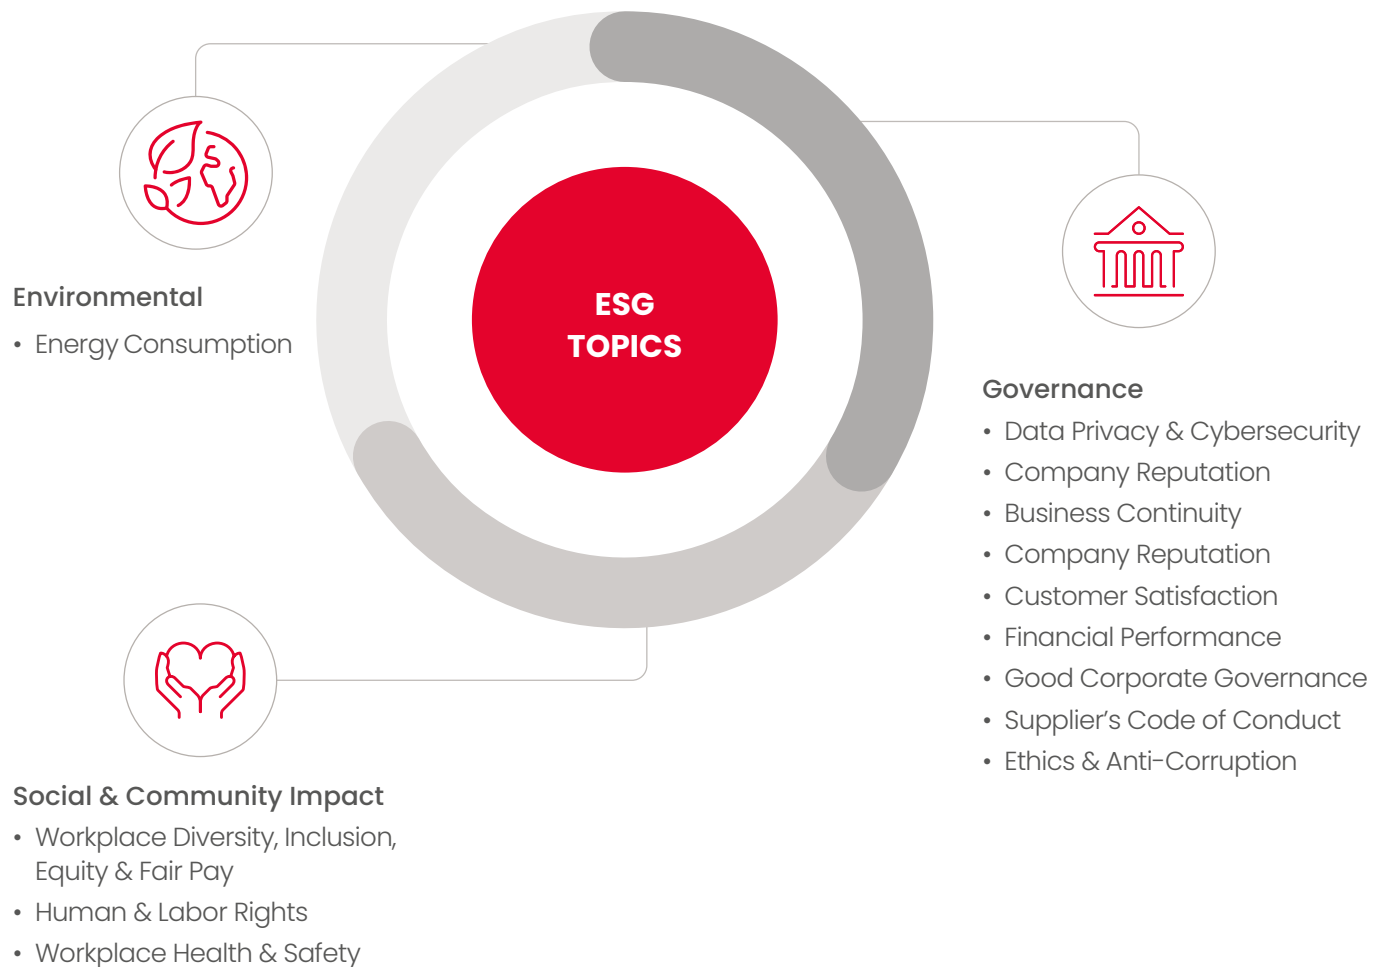 ESG
TOPICS
Environmental
• Energy Consumption
Governance
• Data Privacy & Cybersecurity
• Company Reputation
• Business Continuity
• Company Reputation
• Customer Satisfaction
• Financial Performance
• Good Corporate Governance
• Supplier’s Code of Conduct
• Ethics & Anti-Corruption
Social & Community Impact
• Workplace Diversity, Inclusion,
Equity & Fair Pay
• Human & Labor Rights
• Workplace Health & Safety